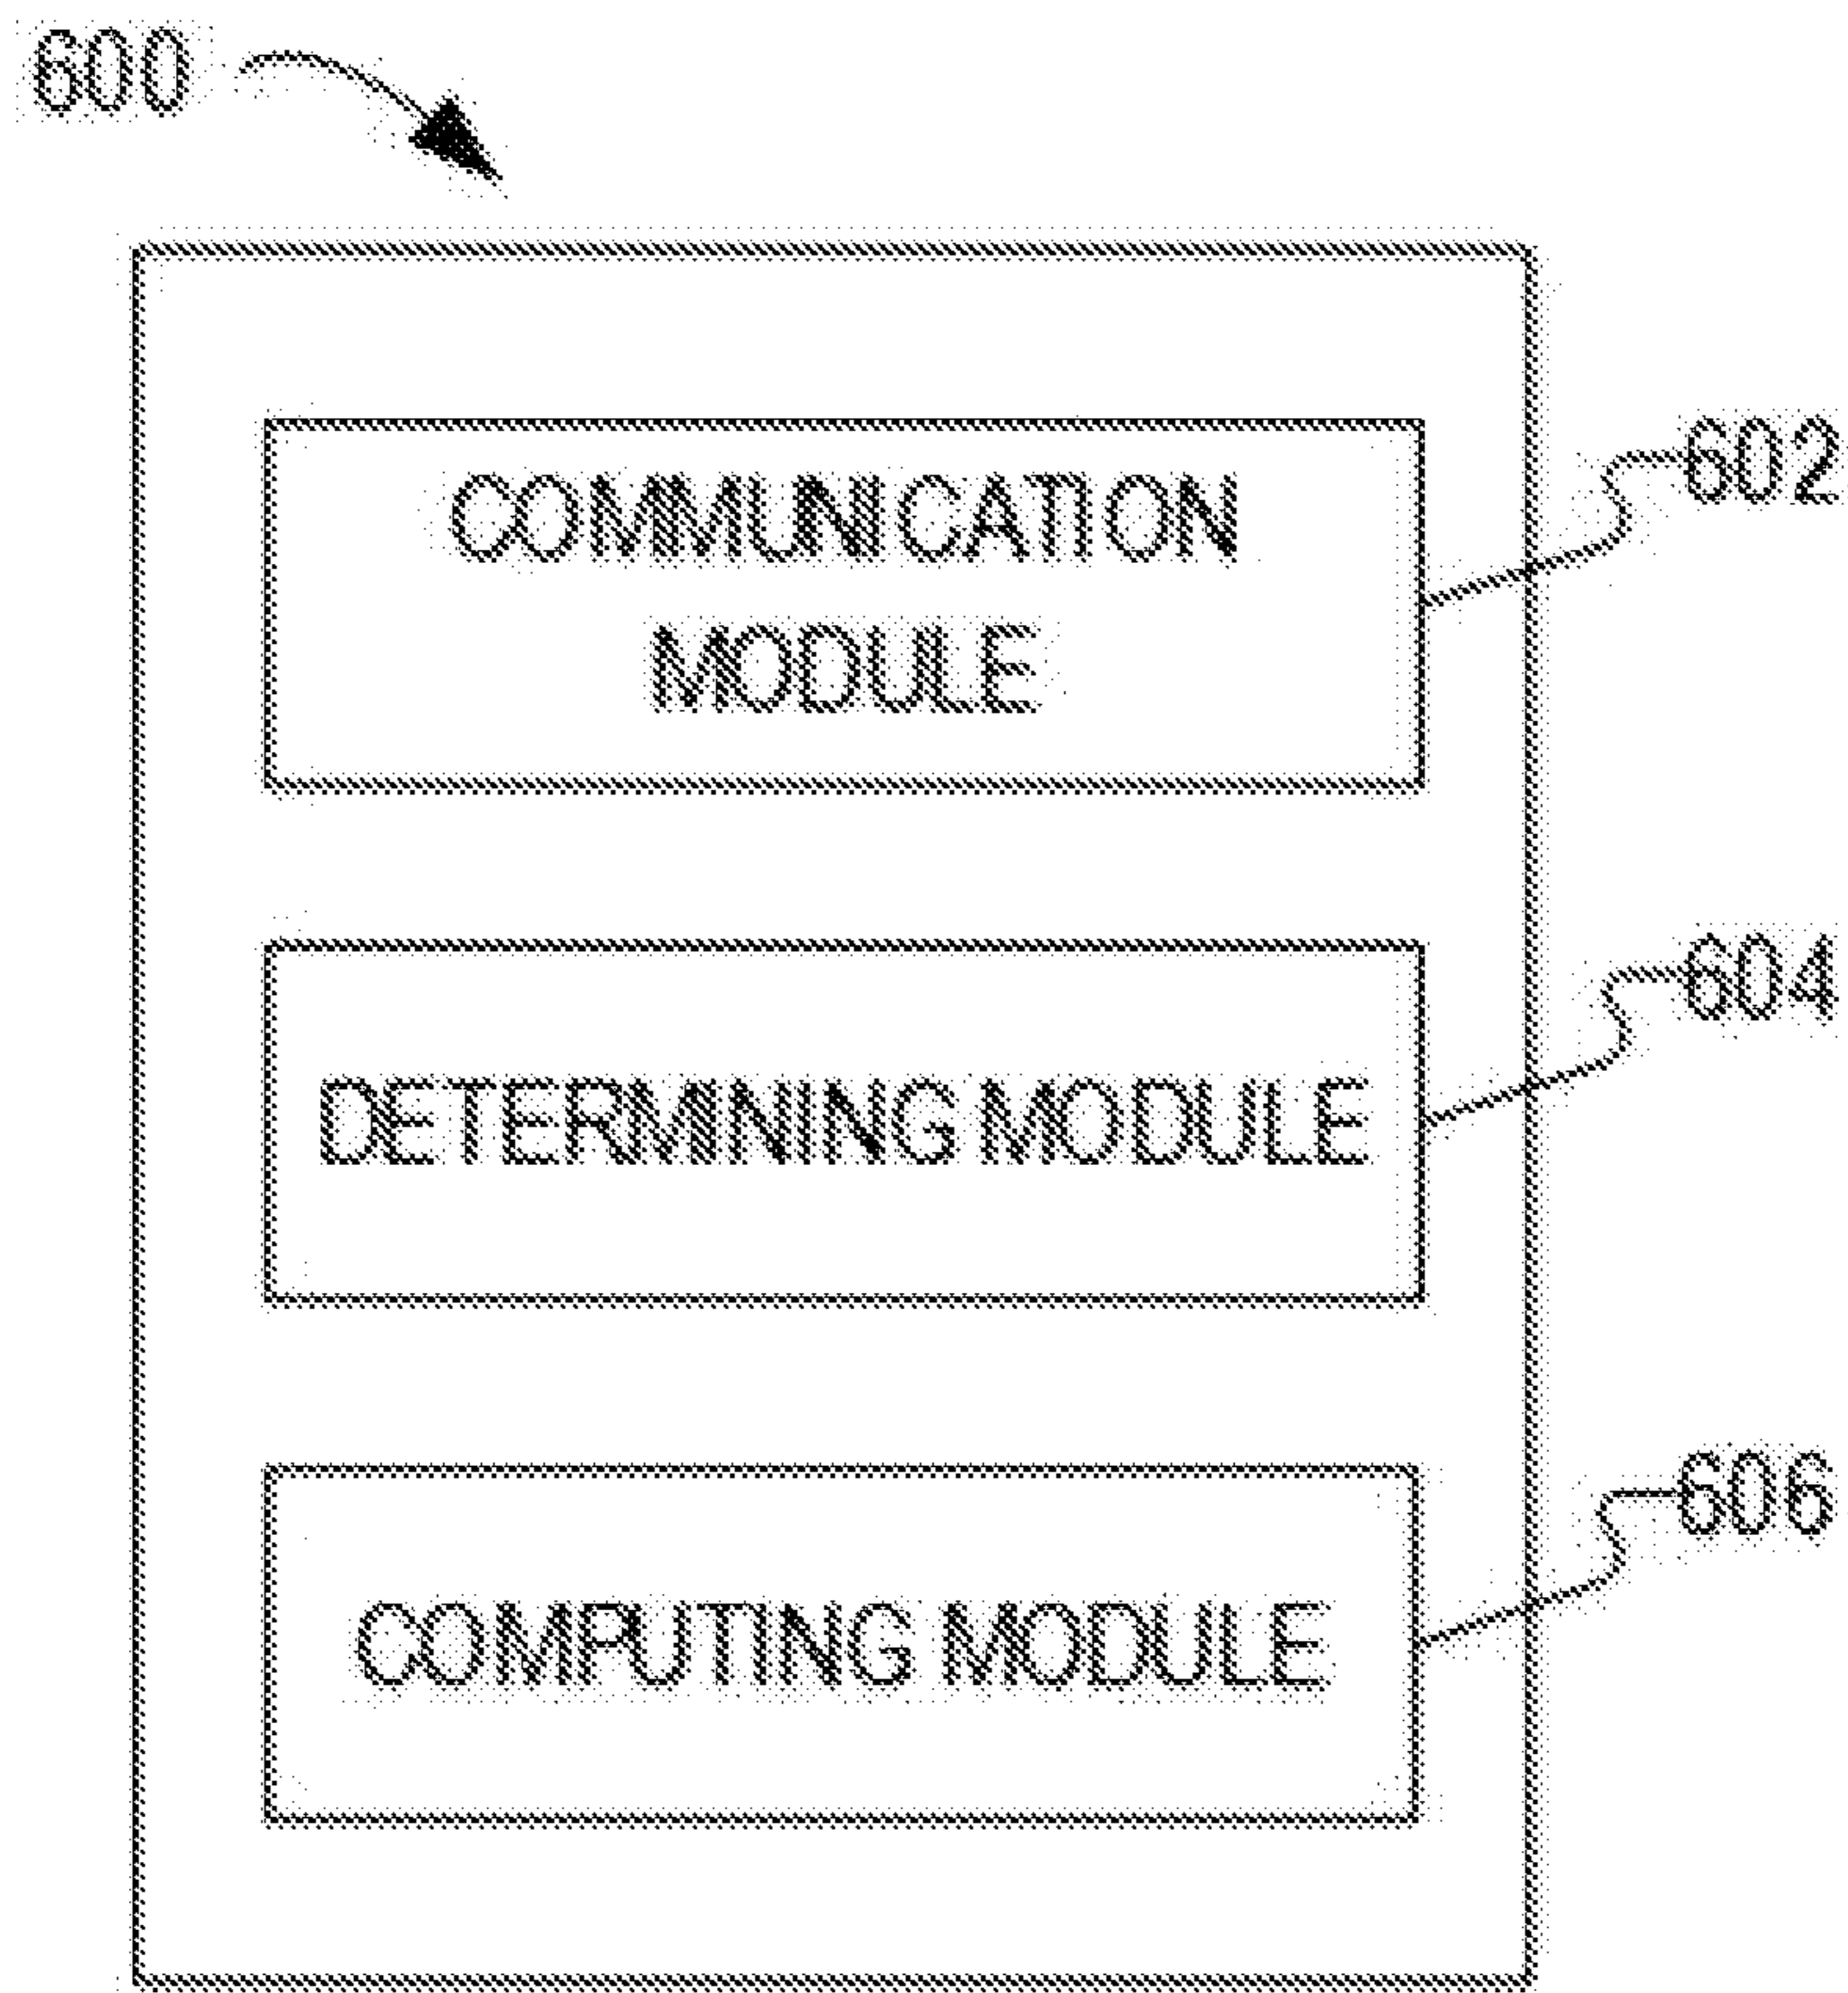 600
COMMUNICATION
MODULE
602
DETERMINING MODULE
604
COMPUTING MODULE
606